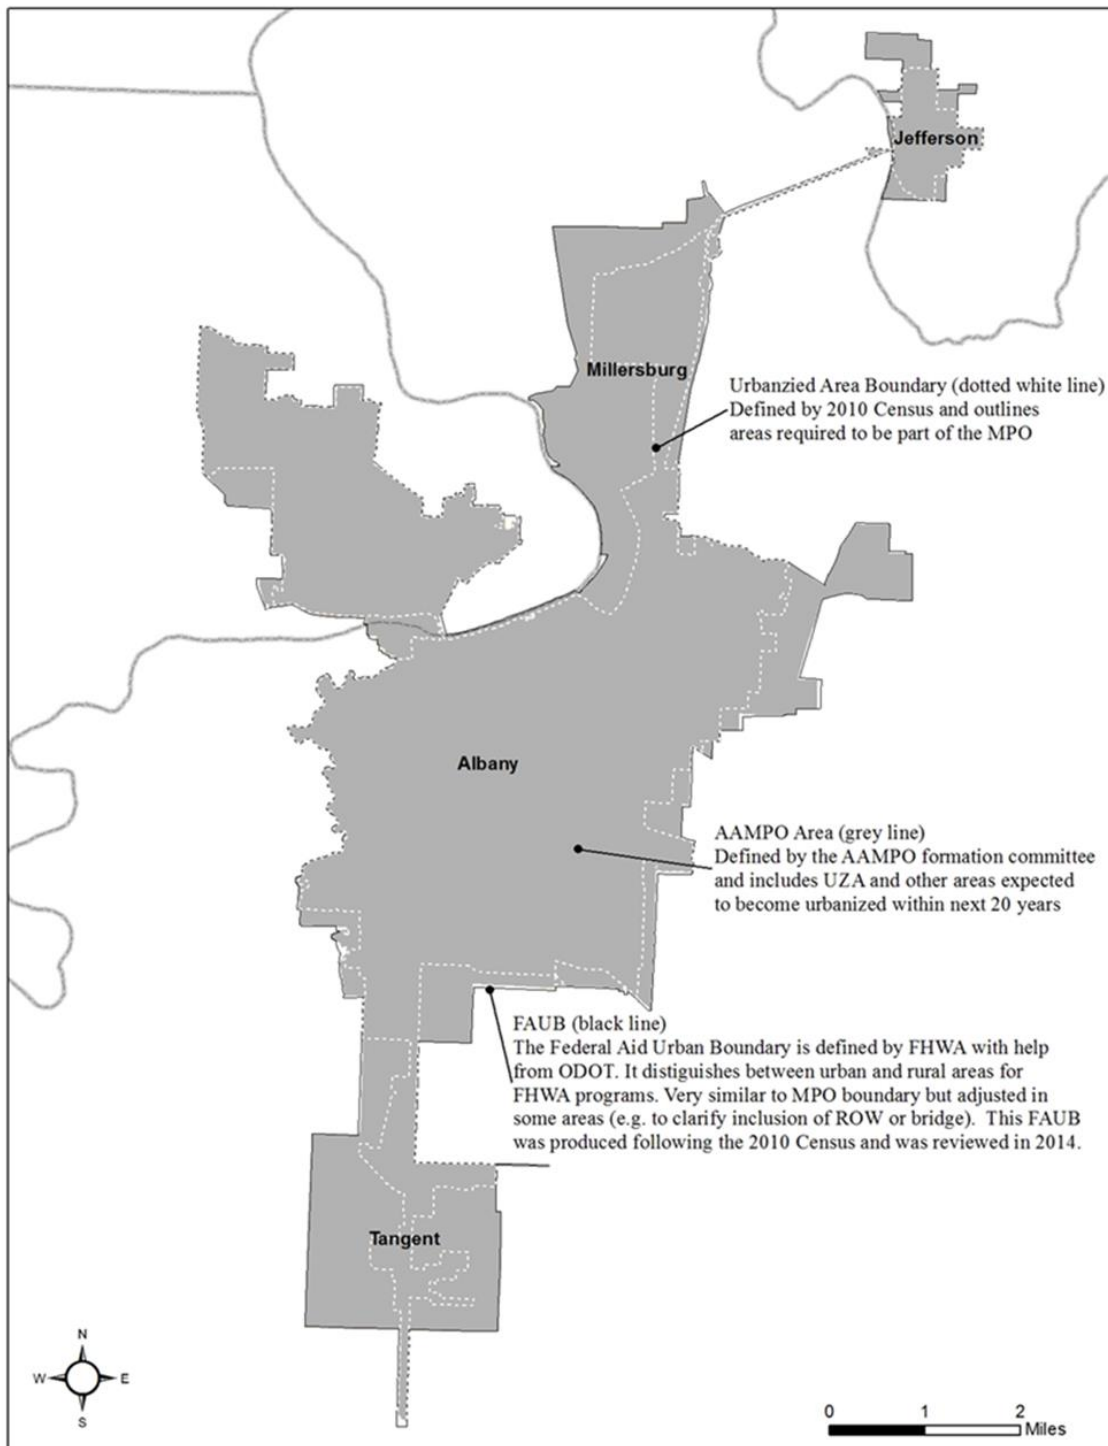 Jefferson
Millersburg
Urbanzied Area Boundary (dotted white line)
Defined by 2010 Census and outlines
areas required to be part of the MPO
Albany
AAMPO Area (grey line)
Defined by the AAMPO formation committee
and includes UZA and other areas expected
to become urbanized within next 20 years
FAUB (black line)
The Federal Aid Urban Boundary is defined by FHWA with help
from ODOT. It distiguishes between urban and rural areas for
FHWA programs. Very similar to MPO boundary but adjusted in
some areas (e.g. to clarify inclusion of ROW or bridge).  This FAUB
was produced following the 2010 Census and was reviewed in 2014.
Tangent
N
W E
S
0 1 2
Miles